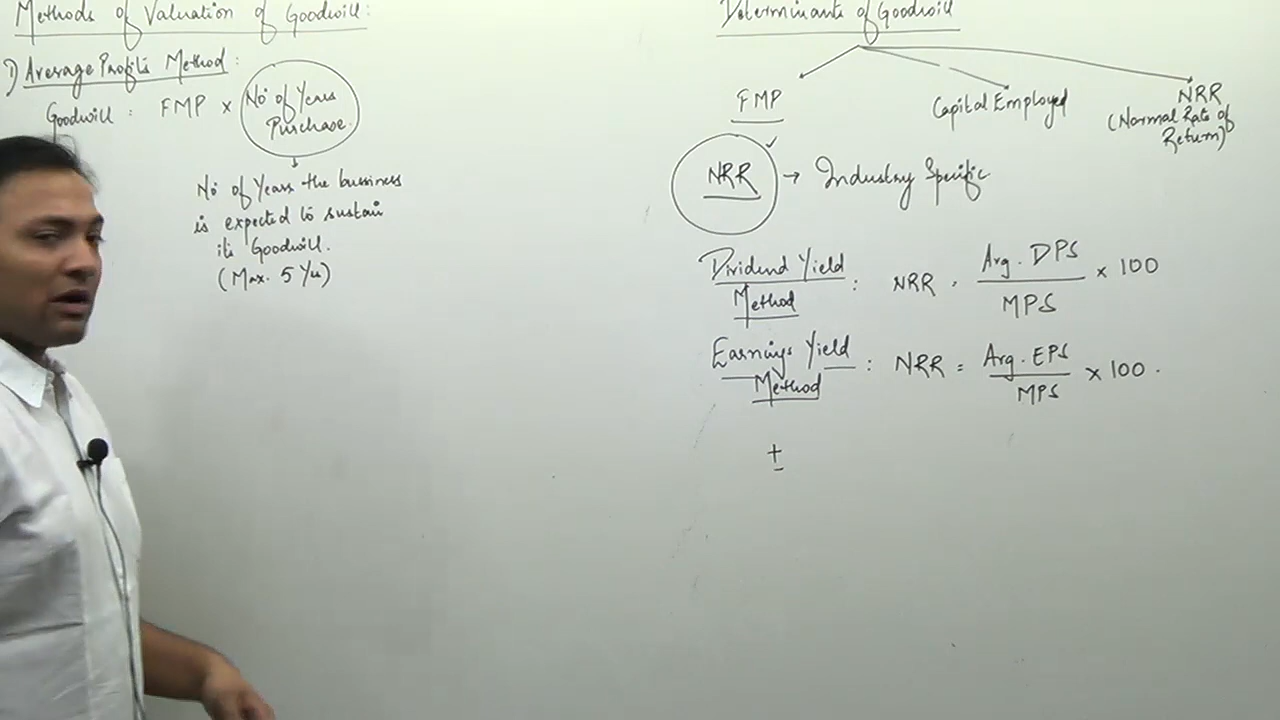 Methods of Valuation of Goodwill:
1) Average Profits Method:
Goodwill : FMP × No of Years
Purchase
No of Years the bussiness
is expected to sustain
its Goodwill.
(Max. 5 Yrs)
Determinants of Goodwill
FMP
Capital Employed
NRR
(Normal Rate of
Return)
NRR → Industry Specific
Dividend Yield
Method : NRR = Avg. DPS / MPS × 100
Earnings Yield
Method : NRR = Avg. EPS / MPS × 100.
±